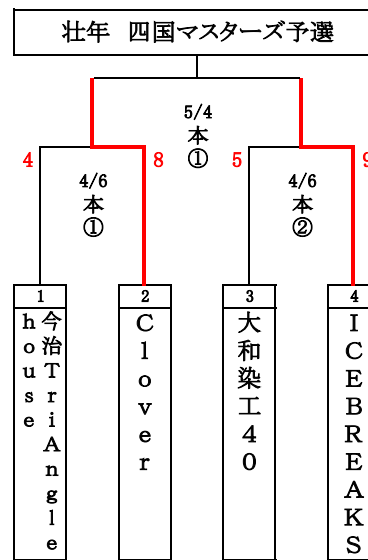 壮年 四国マスターズ予選
5/4
本
①
4
8
5
9
4/6
本
①
4/6
本
②
1
2
3
4
今治TriAngle
house
Clover
大和染工40
ICEBREAKS